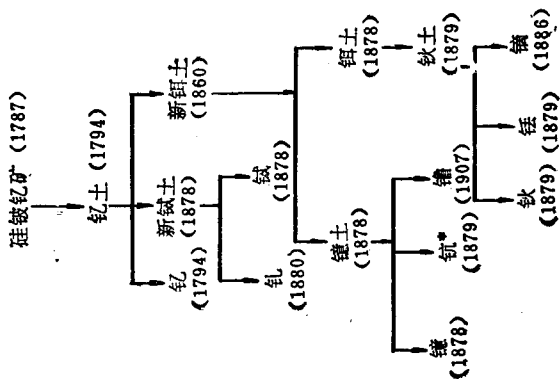 硅铍钇矿 (1787)
钇土 (1794)
钇
(1794)
新铽土
(1878)
新铒土
(1860)
钆
(1880)
铽
(1878)
镱土
(1878)
铒土
(1878)
钬土
(1879)
镱
(1878)
钪*
(1879)
镥
(1907)
钬
(1879)
铥
(1879)
镝
(1886)